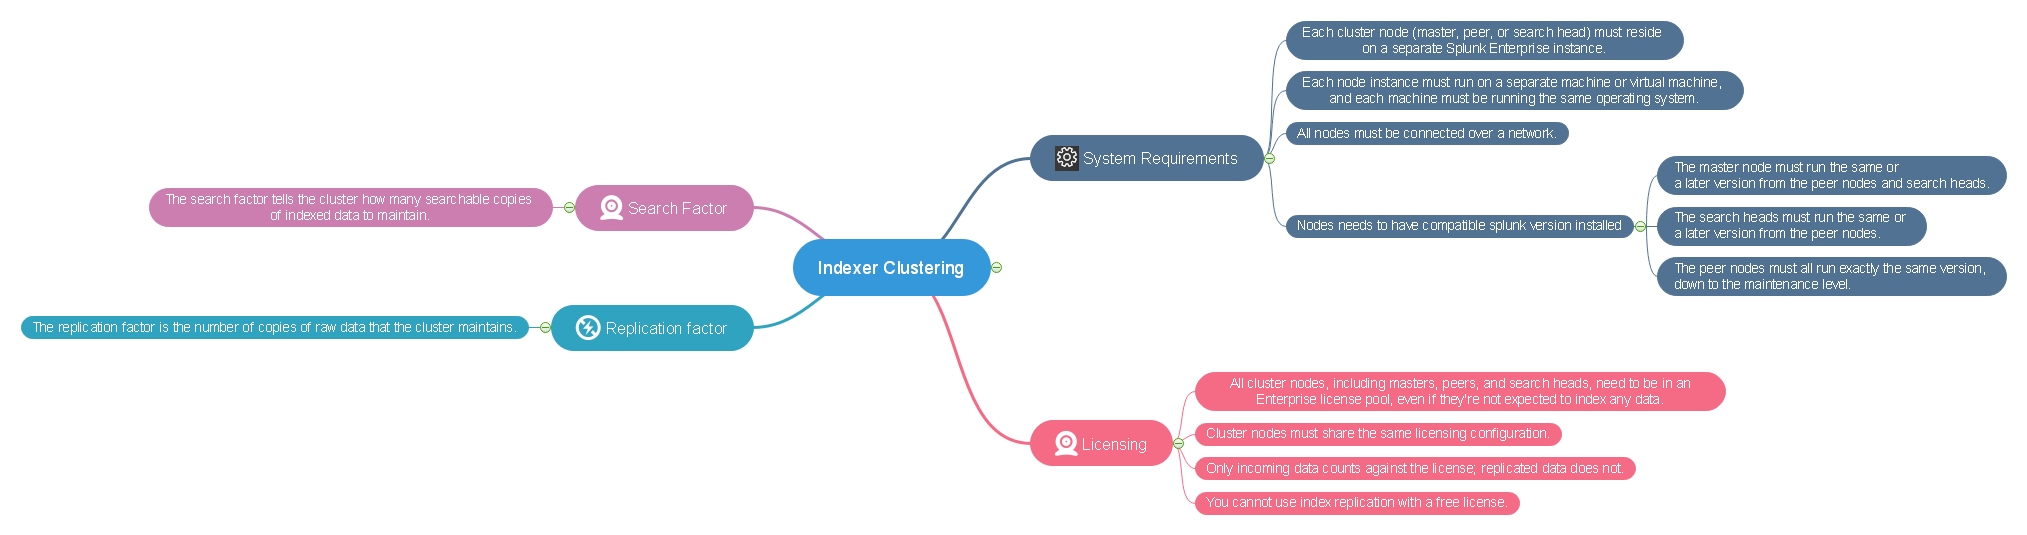 Indexer Clustering
System Requirements
Each cluster node (master, peer, or search head) must reside
on a separate Splunk Enterprise instance.
Each node instance must run on a separate machine or virtual machine,
and each machine must be running the same operating system.
All nodes must be connected over a network.
Nodes needs to have compatible splunk version installed
The master node must run the same or
a later version from the peer nodes and search heads.
The search heads must run the same or
a later version from the peer nodes.
The peer nodes must all run exactly the same version,
down to the maintenance level.
Licensing
All cluster nodes, including masters, peers, and search heads, need to be in an
Enterprise license pool, even if they're not expected to index any data.
Cluster nodes must share the same licensing configuration.
Only incoming data counts against the license; replicated data does not.
You cannot use index replication with a free license.
Search Factor
The search factor tells the cluster how many searchable copies
of indexed data to maintain.
Replication factor
The replication factor is the number of copies of raw data that the cluster maintains.